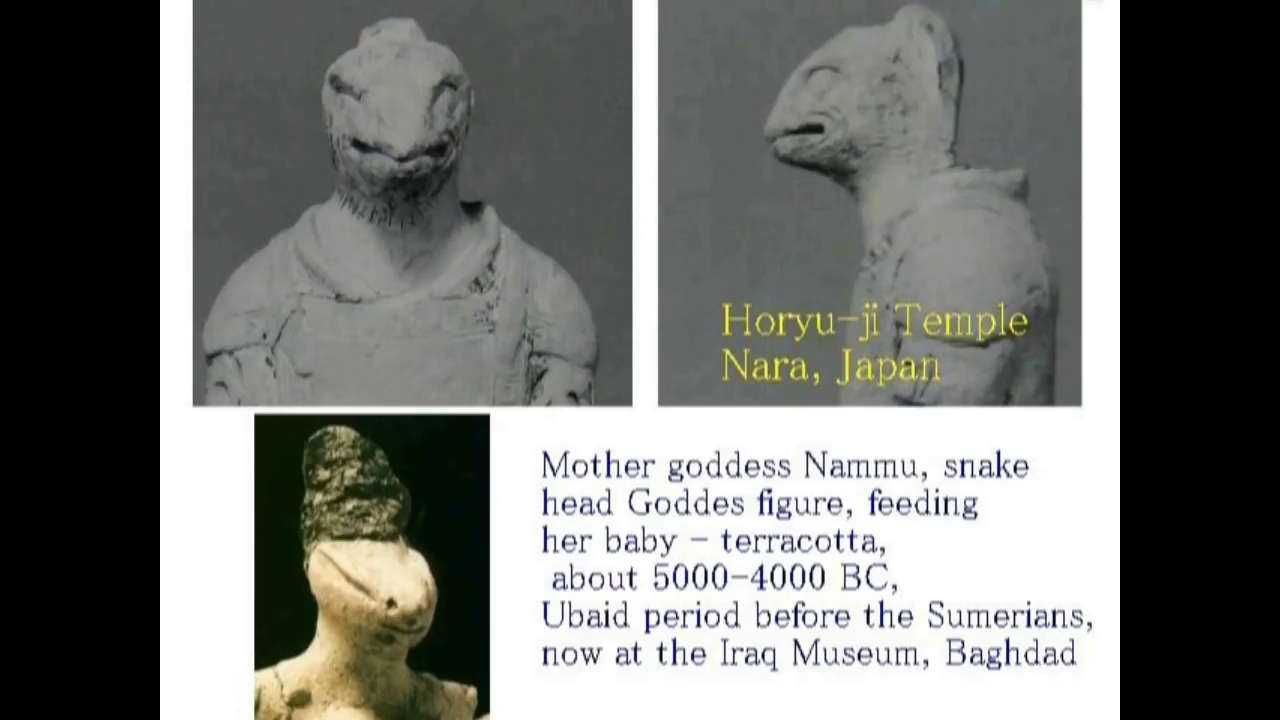 Horyu-ji Temple
Nara, Japan
Mother goddess Nammu, snake
head Goddes figure, feeding
her baby - terracotta,
about 5000-4000 BC,
Ubaid period before the Sumerians,
now at the Iraq Museum, Baghdad